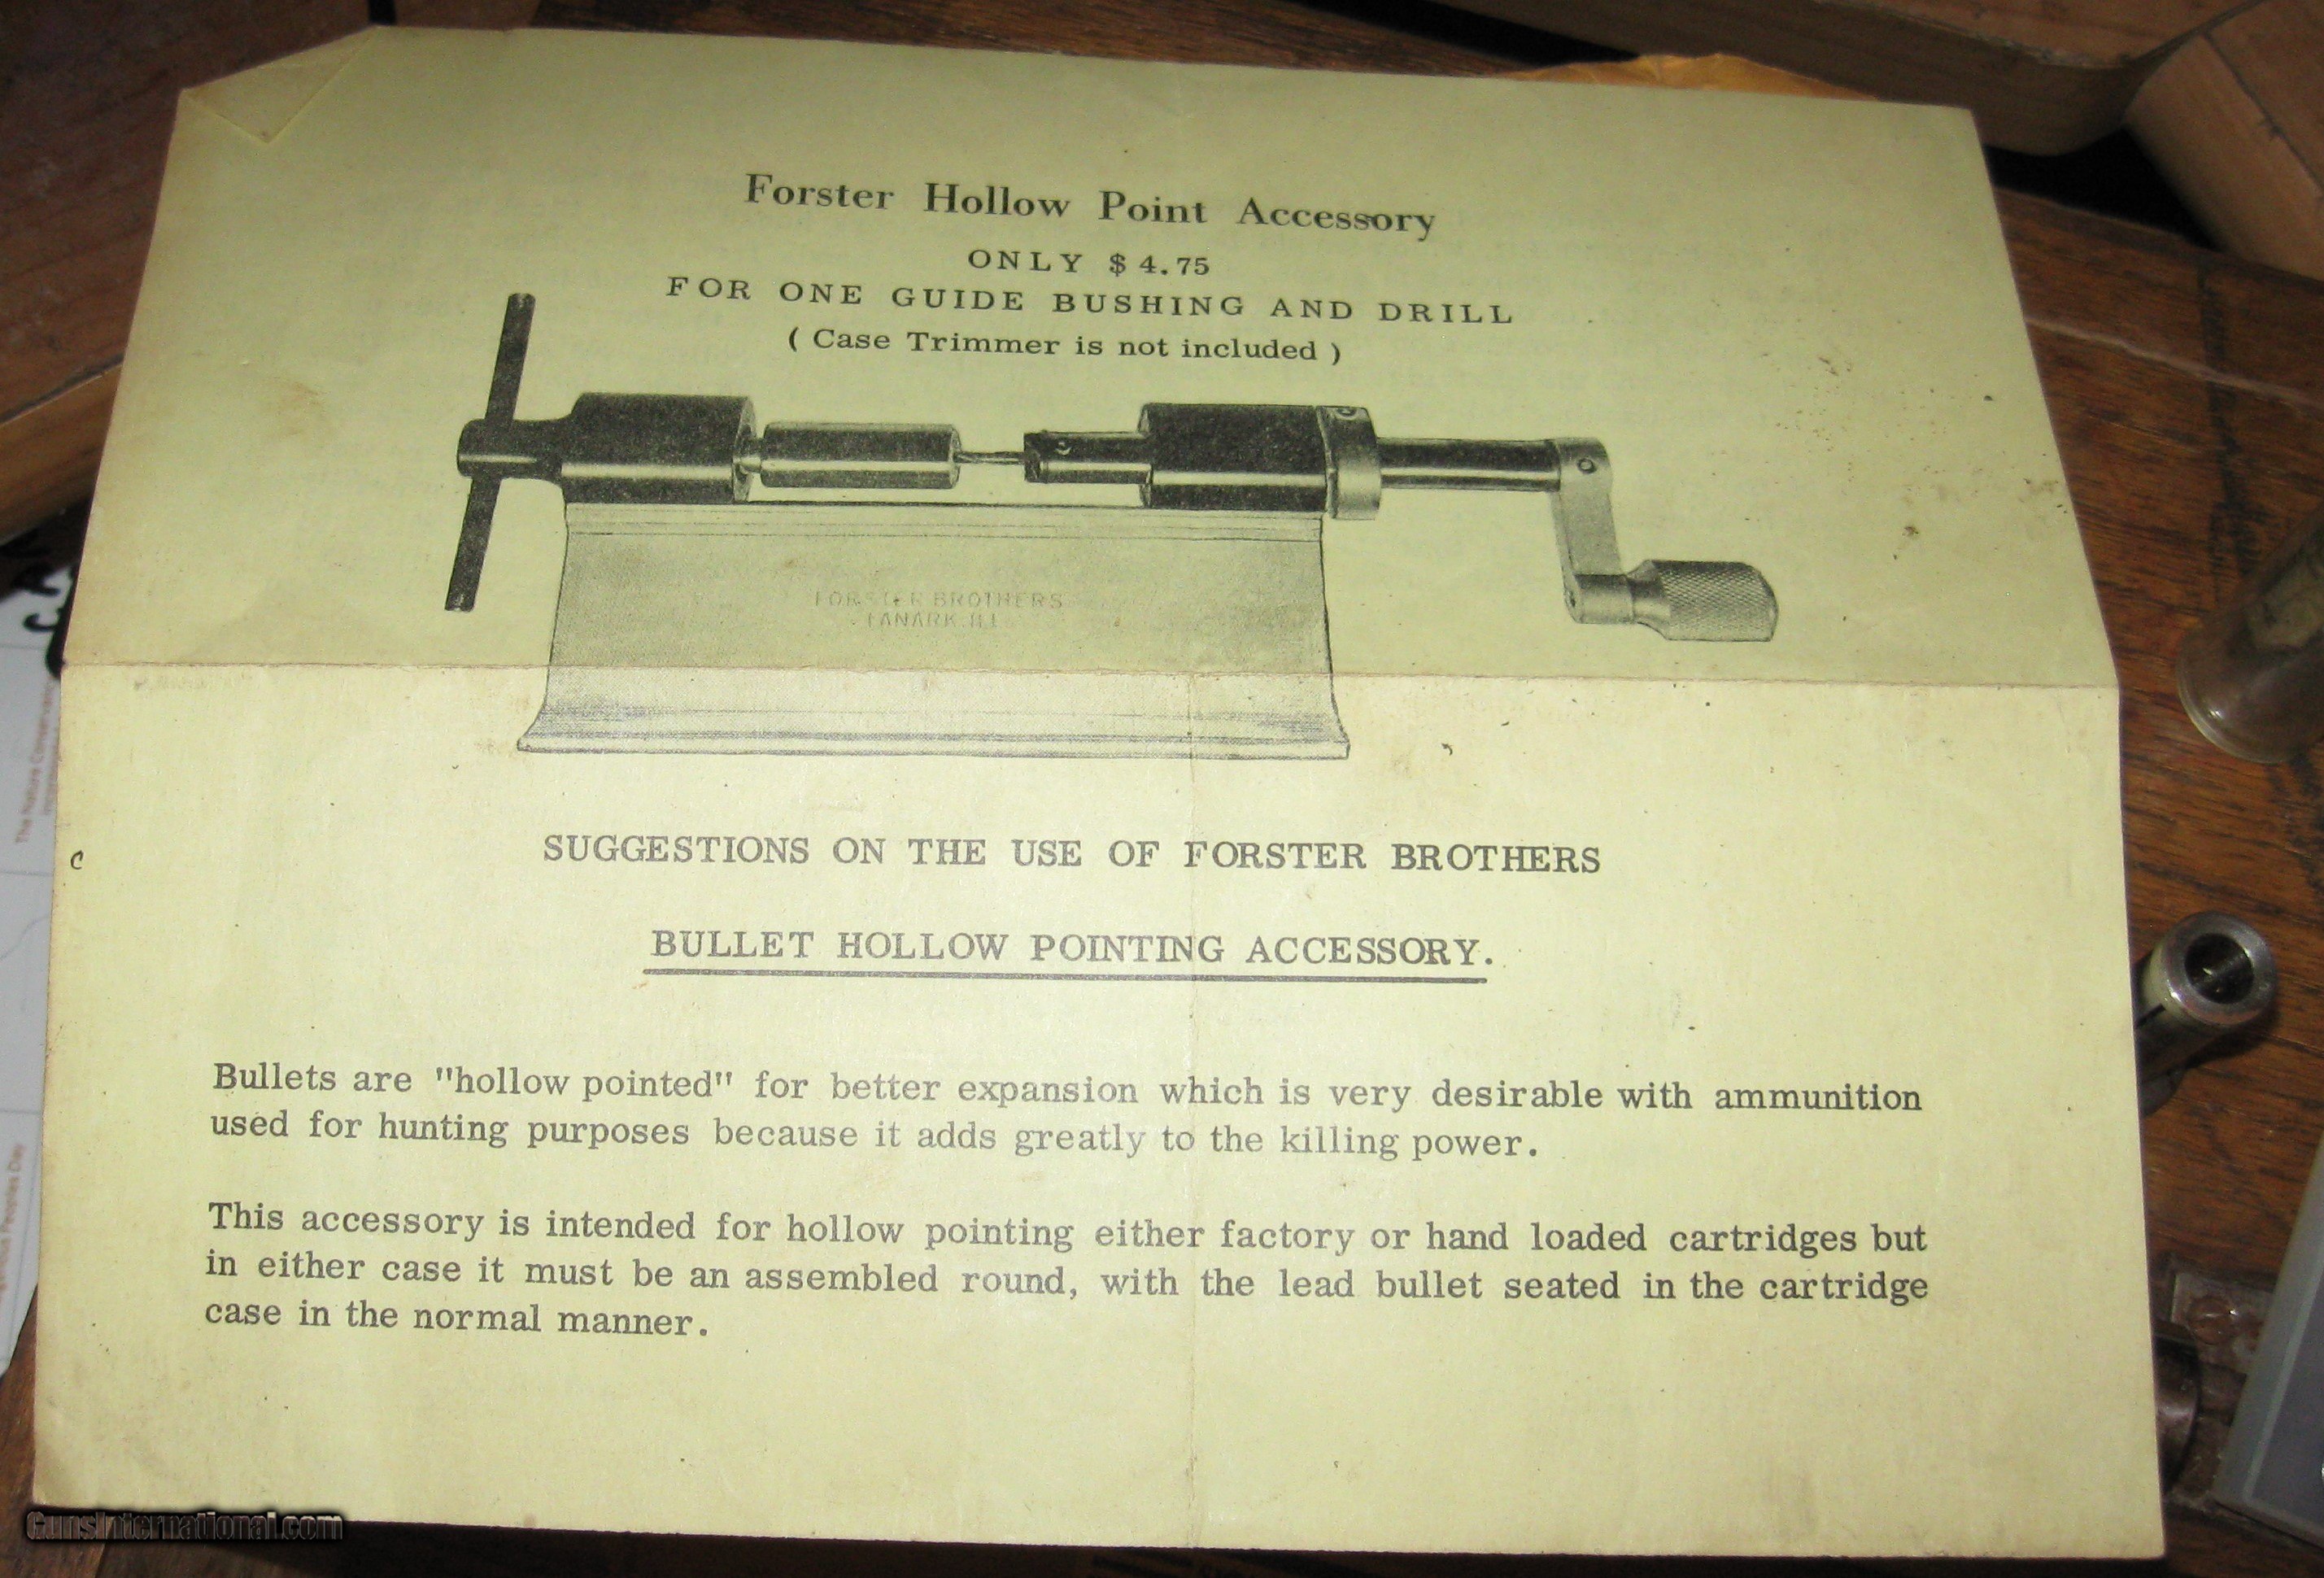 Forster Hollow Point Accessory
ONLY $4.75
FOR ONE GUIDE BUSHING AND DRILL
( Case Trimmer is not included )
FORSTER BROTHERS
LANARK, ILL
SUGGESTIONS ON THE USE OF FORSTER BROTHERS
BULLET HOLLOW POINTING ACCESSORY.
Bullets are "hollow pointed" for better expansion which is very desirable with ammunition
used for hunting purposes because it adds greatly to the killing power.
This accessory is intended for hollow pointing either factory or hand loaded cartridges but
in either case it must be an assembled round, with the lead bullet seated in the cartridge
case in the normal manner.
GunsInternational.com